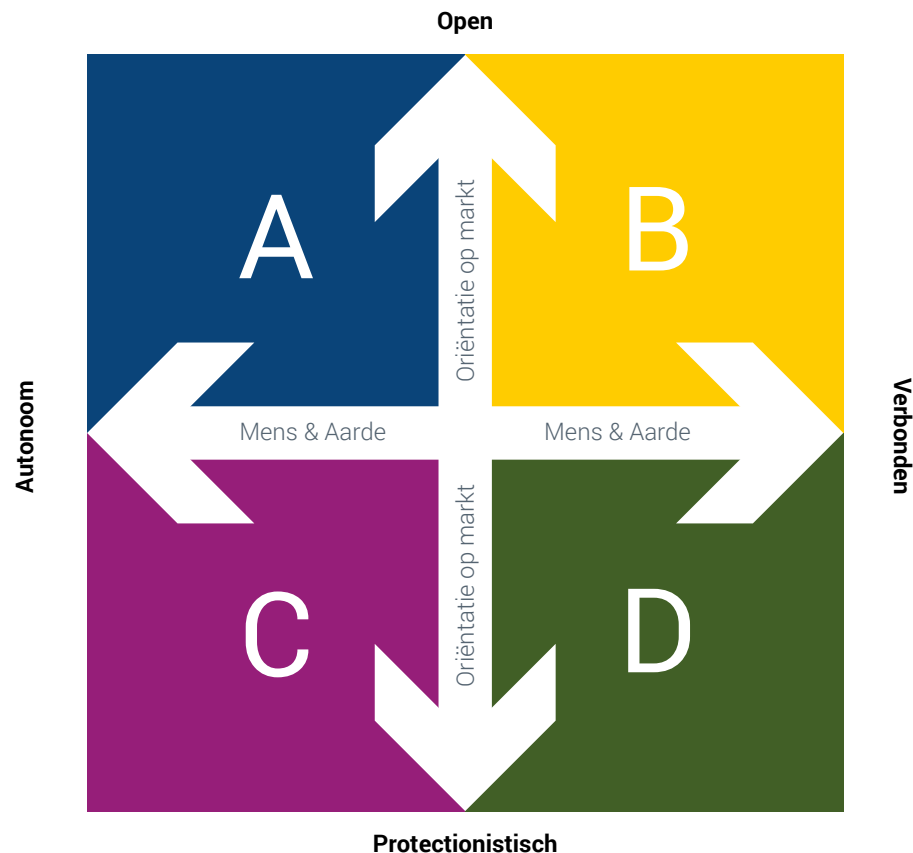 Open
A
B
Oriëntatie op markt
Autonoom
Mens & Aarde
Mens & Aarde
Verbonden
Oriëntatie op markt
C
D
Protectionistisch